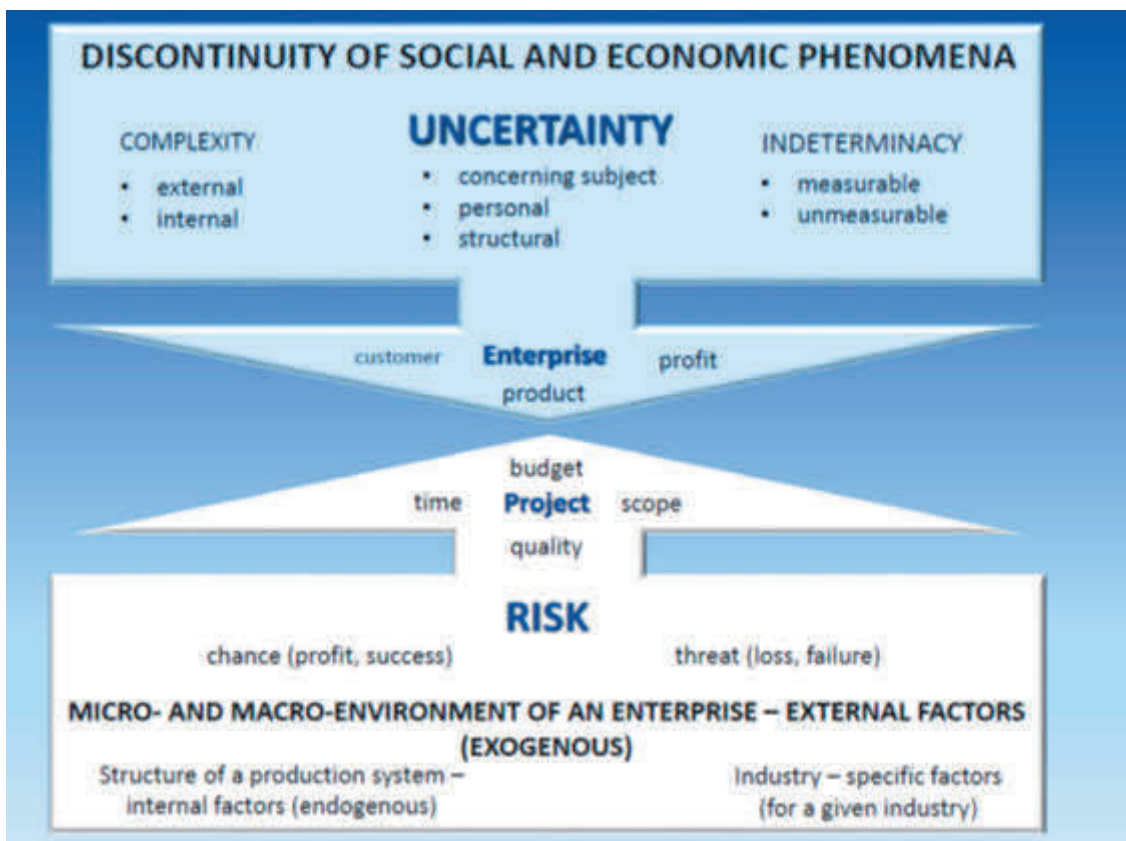 DISCONTINUITY OF SOCIAL AND ECONOMIC PHENOMENA
COMPLEXITY
• external
• internal
UNCERTAINTY
• concerning subject
• personal
• structural
INDETERMINACY
• measurable
• unmeasurable
customer Enterprise profit
product
budget
time Project scope
quality
RISK
chance (profit, success) threat (loss, failure)
MICRO- AND MACRO-ENVIRONMENT OF AN ENTERPRISE – EXTERNAL FACTORS
(EXOGENOUS)
Structure of a production system –
internal factors (endogenous)
Industry – specific factors
(for a given industry)